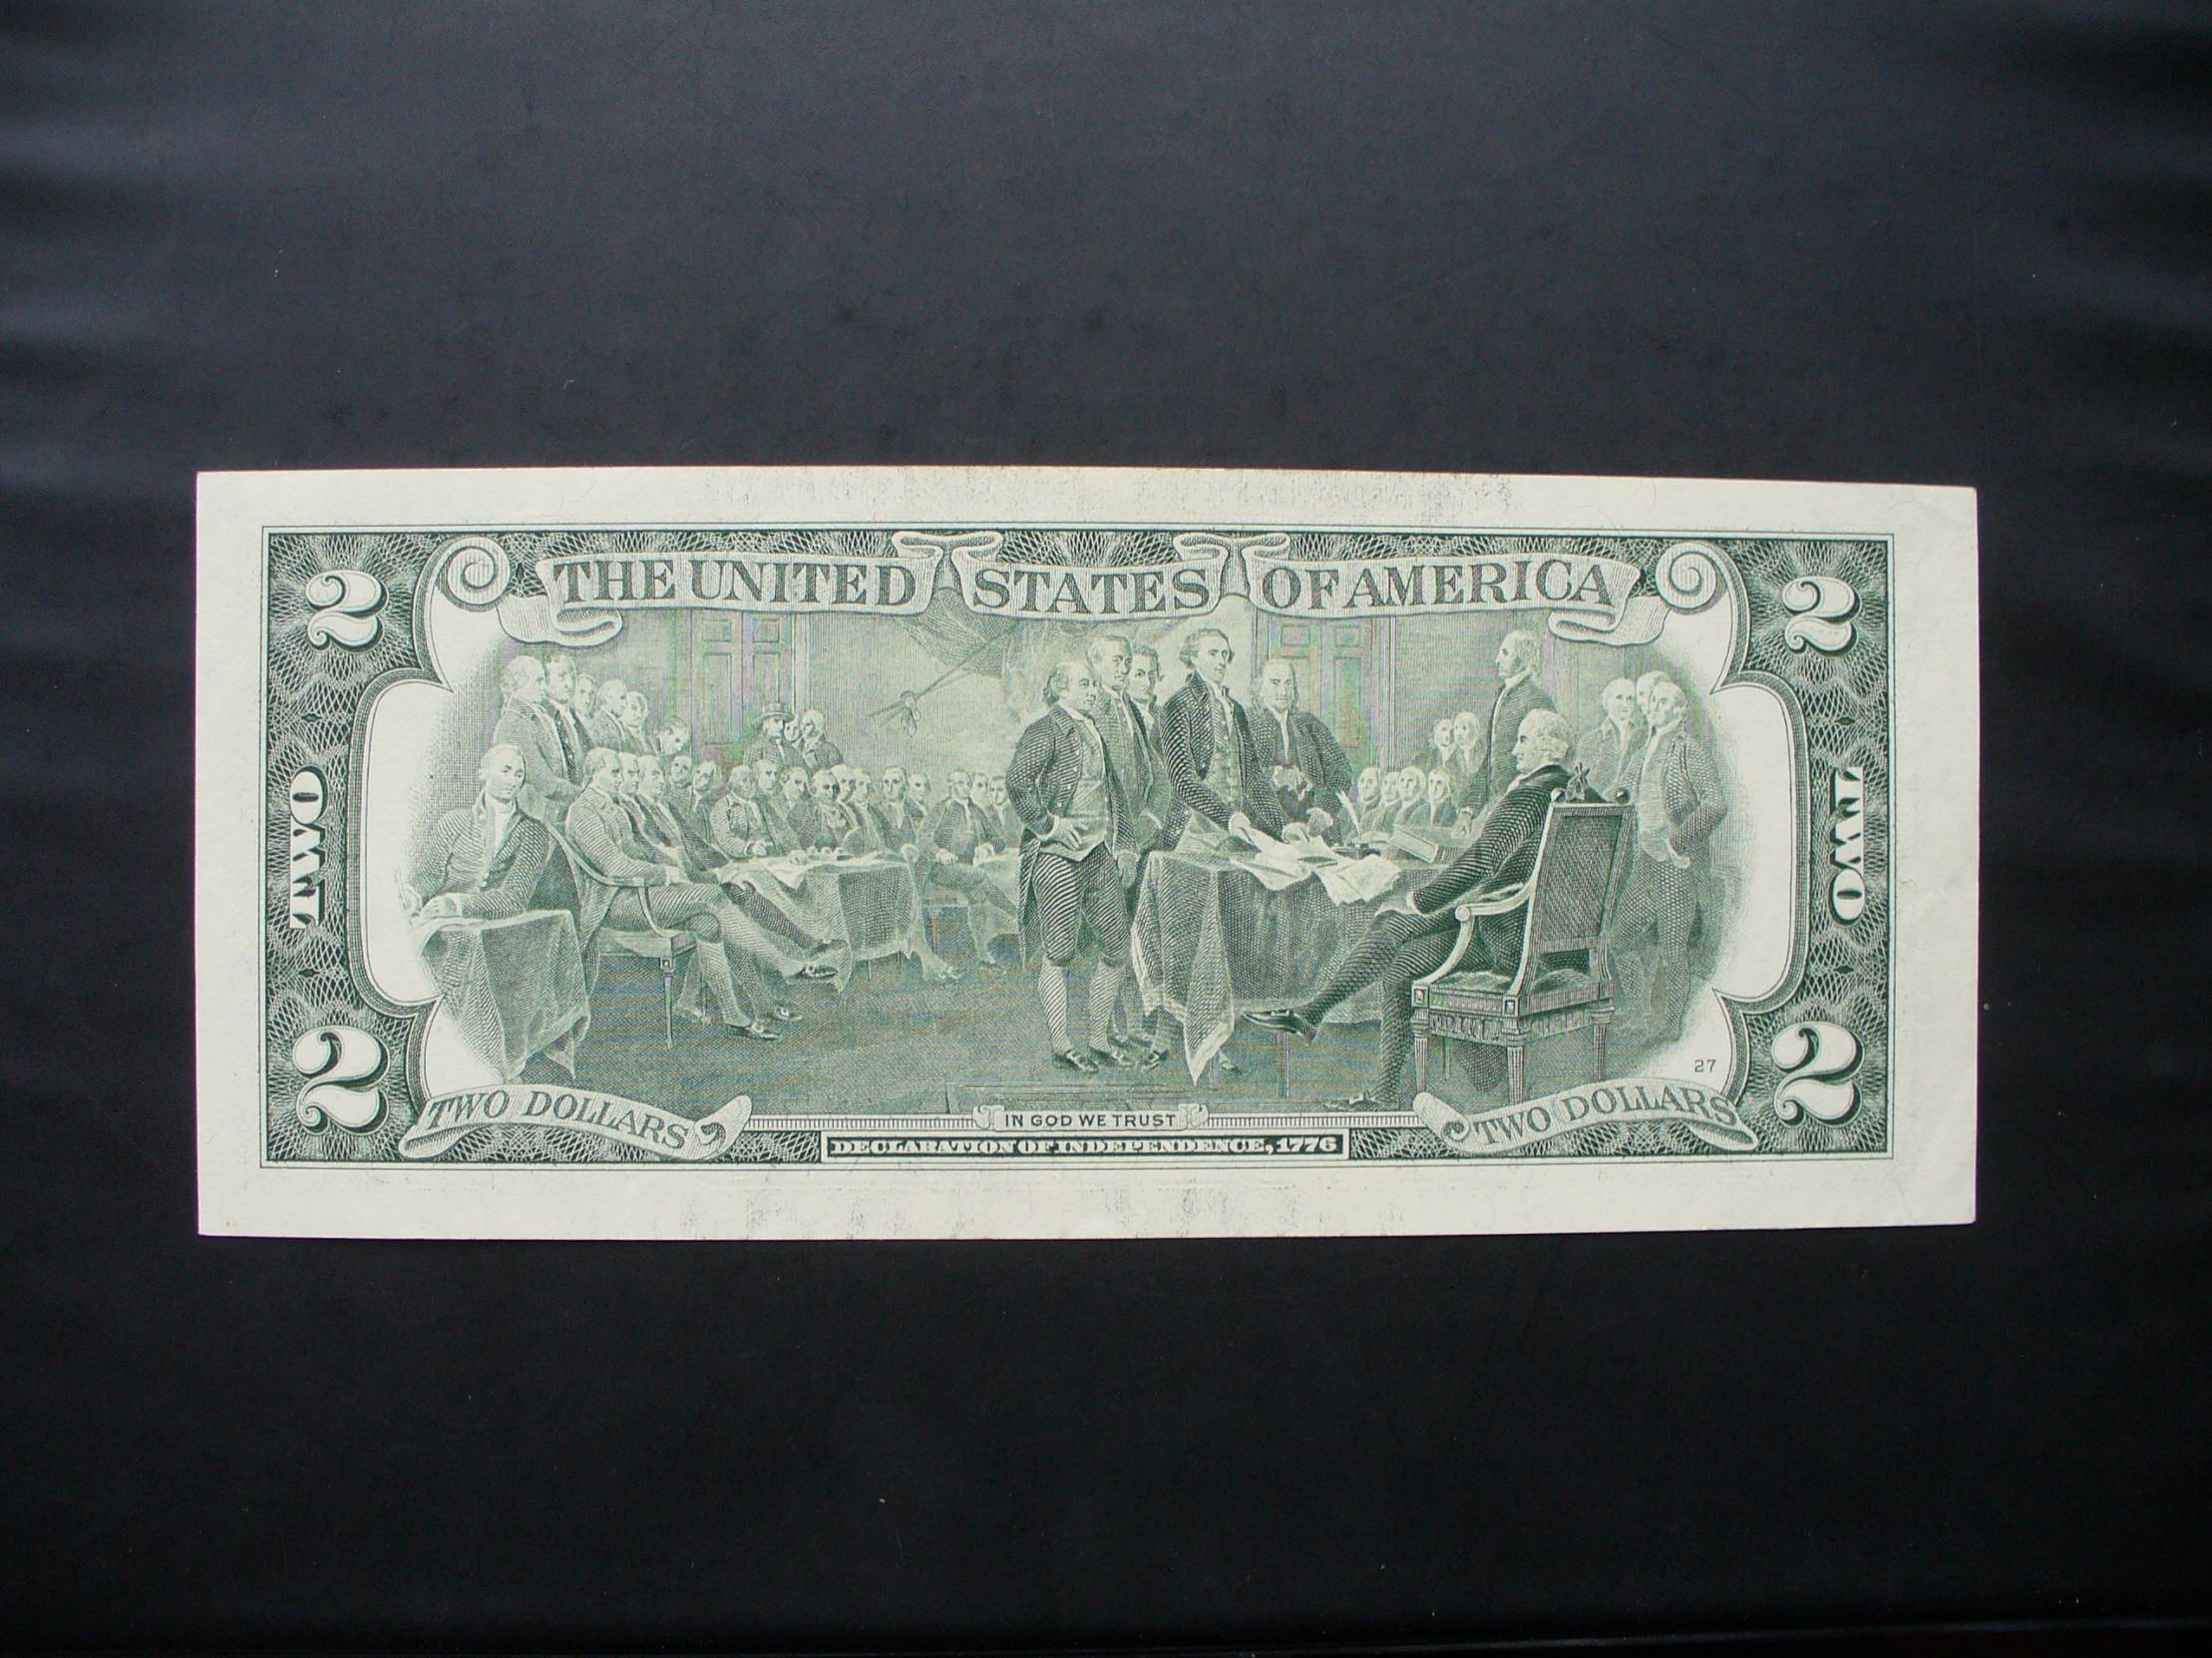 THE UNITED STATES OF AMERICA
2 2
TWO TWO
27
2 2
TWO DOLLARS IN GOD WE TRUST TWO DOLLARS
DECLARATION OF INDEPENDENCE, 1776